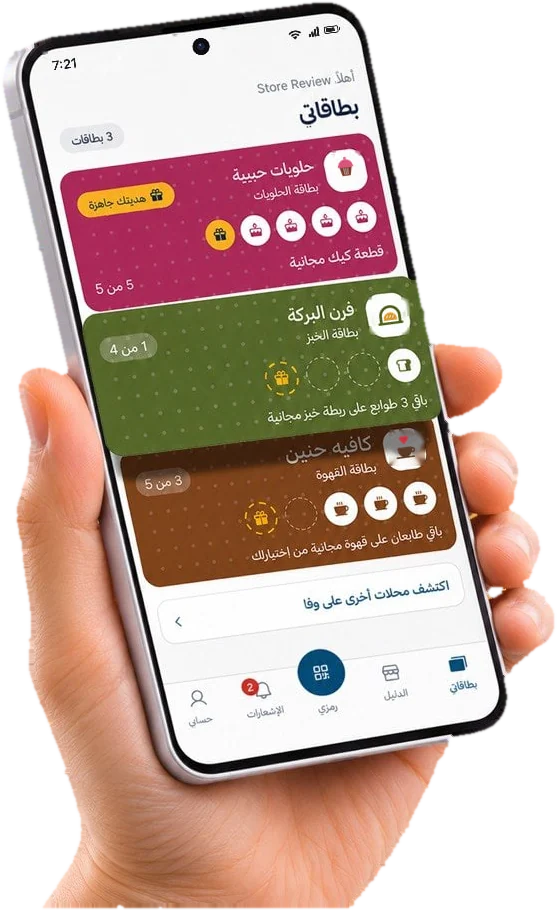 7:21
أهلاً، Store Review
بطاقاتي
3 بطاقات
حلويات حبيبة
بطاقة الحلويات
هديتك جاهزة
قطعة كيك مجانية
5 من 5
فرن البركة
بطاقة الخبز
1 من 4
باقي 3 طوابع على ربطة خبز مجانية
كافيه حنين
بطاقة القهوة
3 من 5
باقي طابعان على قهوة مجانية من إختيارلك
اكتشف محلات أخرى على وفا
بطاقاتي
الدليل
رمزي
2
الإشعارات
حسابي